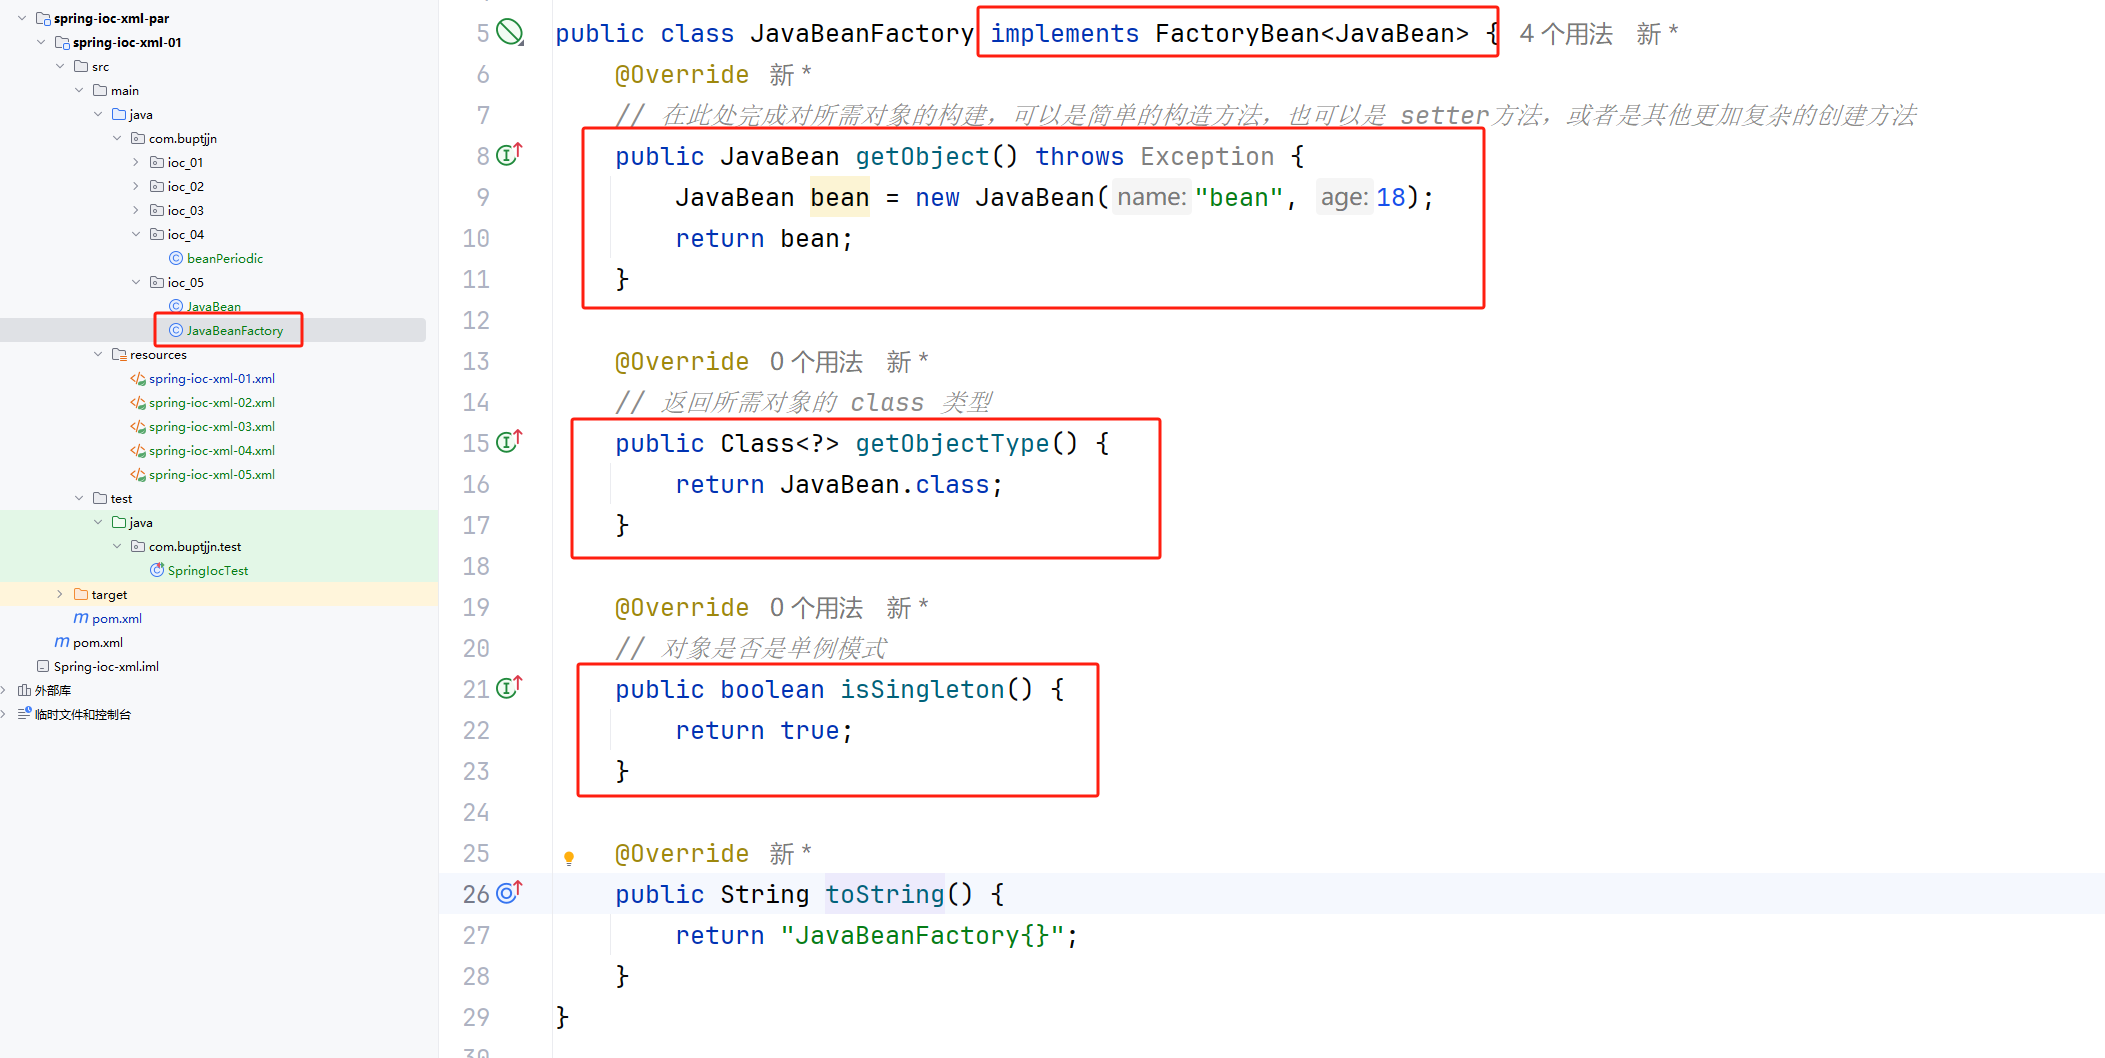 spring-ioc-xml-par
spring-ioc-xml-01
src
main
java
com.buptjjn
ioc_01
ioc_02
ioc_03
ioc_04
beanPeriodic
ioc_05
JavaBean
JavaBeanFactory
resources
spring-ioc-xml-01.xml
spring-ioc-xml-02.xml
spring-ioc-xml-03.xml
spring-ioc-xml-04.xml
spring-ioc-xml-05.xml
test
java
com.buptjjn.test
SpringIocTest
target
pom.xml
pom.xml
Spring-ioc-xml.iml
外部库
临时文件和控制台
5 public class JavaBeanFactory implements FactoryBean<JavaBean> { 4 个用法 新 *
6 @Override 新 *
7 // 在此处完成对所需对象的构建，可以是简单的构造方法，也可以是 setter方法，或者是其他更加复杂的创建方法
8 public JavaBean getObject() throws Exception {
9 JavaBean bean = new JavaBean( name: "bean", age: 18);
10 return bean;
11 }
12
13 @Override 0 个用法 新 *
14 // 返回所需对象的 class 类型
15 public Class<?> getObjectType() {
16 return JavaBean.class;
17 }
18
19 @Override 0 个用法 新 *
20 // 对象是否是单例模式
21 public boolean isSingleton() {
22 return true;
23 }
24
25 @Override 新 *
26 public String toString() {
27 return "JavaBeanFactory{}";
28 }
29 }
30